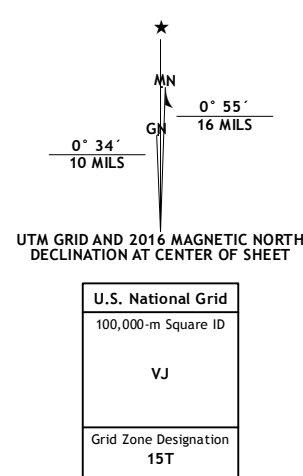 ★
MN
0° 55´
16 MILS
GN
0° 34´
10 MILS
UTM GRID AND 2016 MAGNETIC NORTH
DECLINATION AT CENTER OF SHEET
U.S. National Grid
100,000-m Square ID
VJ
Grid Zone Designation
15T